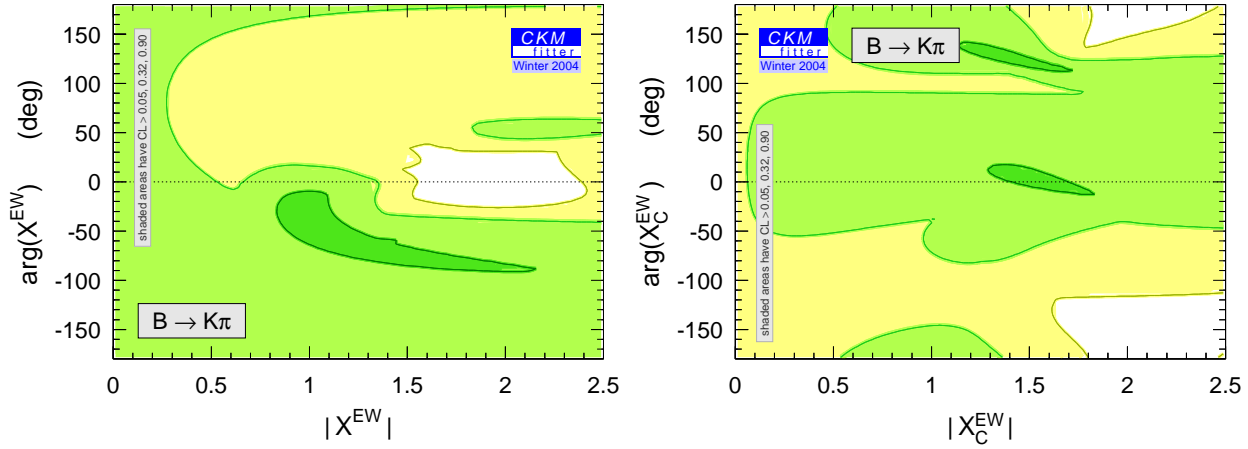 150
100
50
0
-50
-100
-150
arg(X^EW) (deg)
shaded areas have CL > 0.05, 0.32, 0.90
CKM
fitter
Winter 2004
B → Kπ
0 0.5 1 1.5 2 2.5
|X^EW|
150
100
50
0
-50
-100
-150
arg(X_C^EW) (deg)
shaded areas have CL > 0.05, 0.32, 0.90
CKM
fitter
Winter 2004
B → Kπ
0 0.5 1 1.5 2 2.5
|X_C^EW|